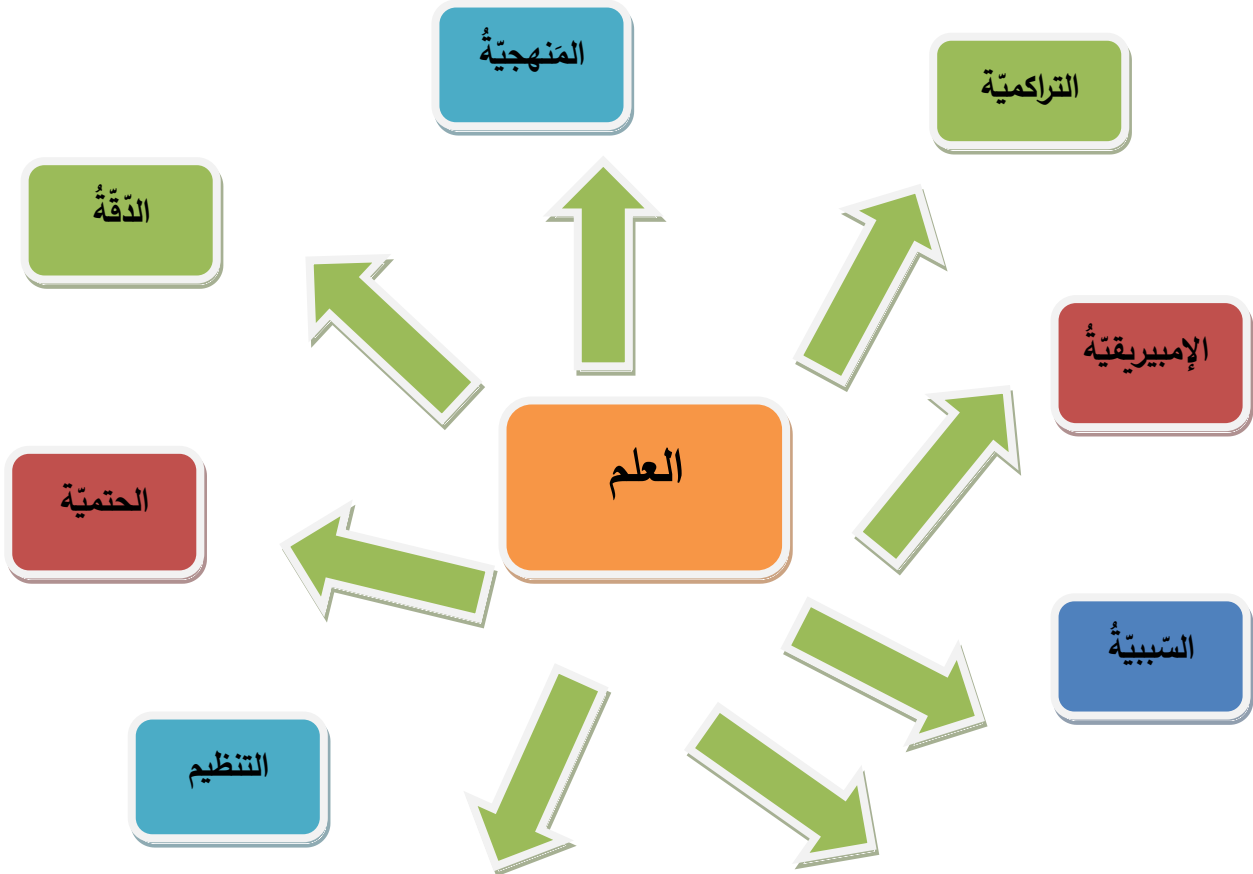 المَنهجيّةُ
التراكميّة
الدّقّةُ
الإمبيريقيّةُ
العلم
الحتميّة
السّببيّةُ
التنظيم